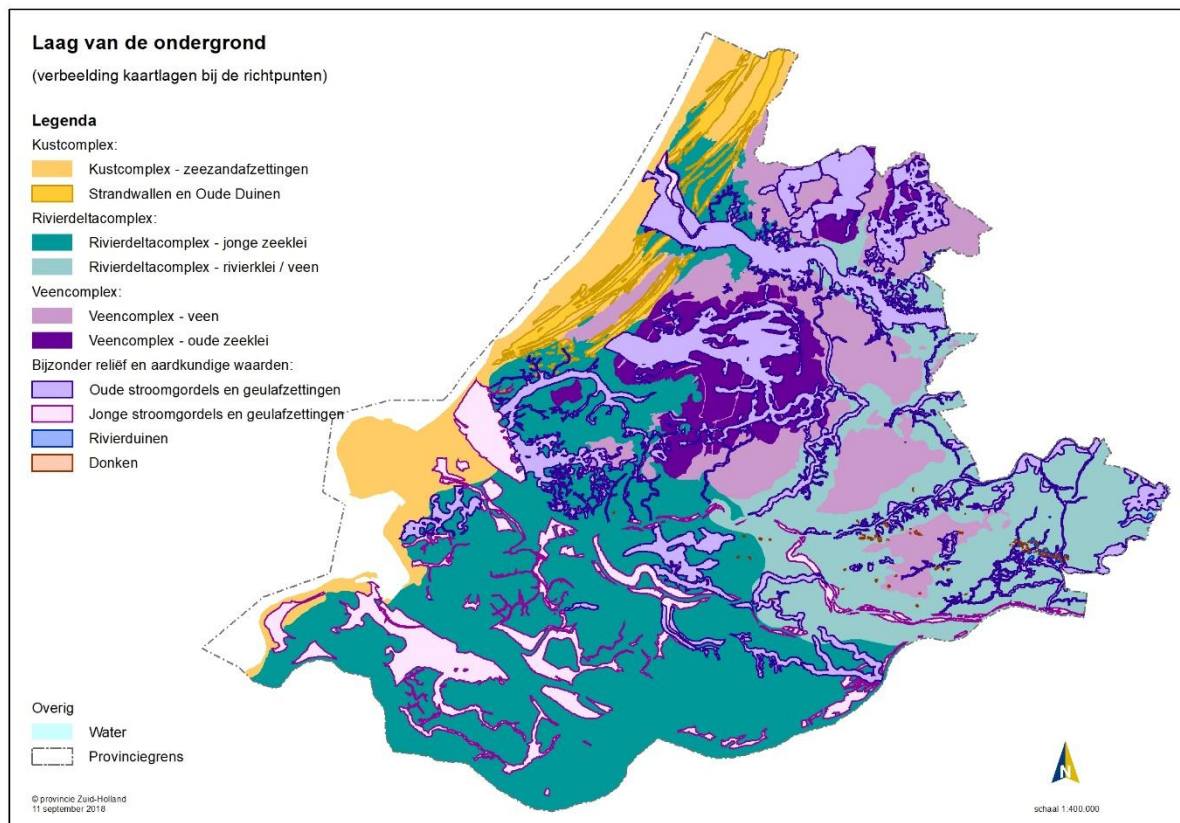 Laag van de ondergrond
(verbeelding kaartlagen bij de richtpunten)
Legenda
Kustcomplex:
Kustcomplex - zeezandafzettingen
Strandwallen en Oude Duinen
Rivierdeltacomplex:
Rivierdeltacomplex - jonge zeeklei
Rivierdeltacomplex - rivierklei / veen
Veencomplex:
Veencomplex - veen
Veencomplex - oude zeeklei
Bijzonder reliëf en aardkundige waarden:
Oude stroomgordels en geulafzettingen
Jonge stroomgordels en geulafzettingen
Rivierduinen
Donken
Overig
Water
Provinciegrens
© provincie Zuid-Holland
11 september 2018
N
schaal 1:400.000